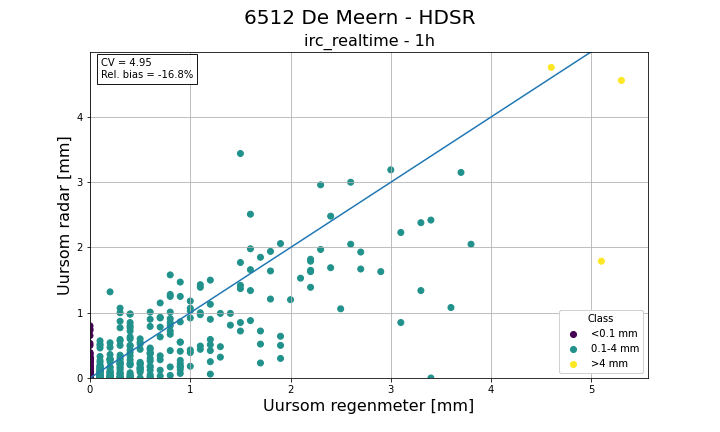 6512 De Meern - HDSR
irc_realtime - 1h
CV = 4.95
Rel. bias = -16.8%
Uursom radar [mm]
4
3
2
1
0
0 1 2 3 4 5
Uursom regenmeter [mm]
Class
<0.1 mm
0.1-4 mm
>4 mm